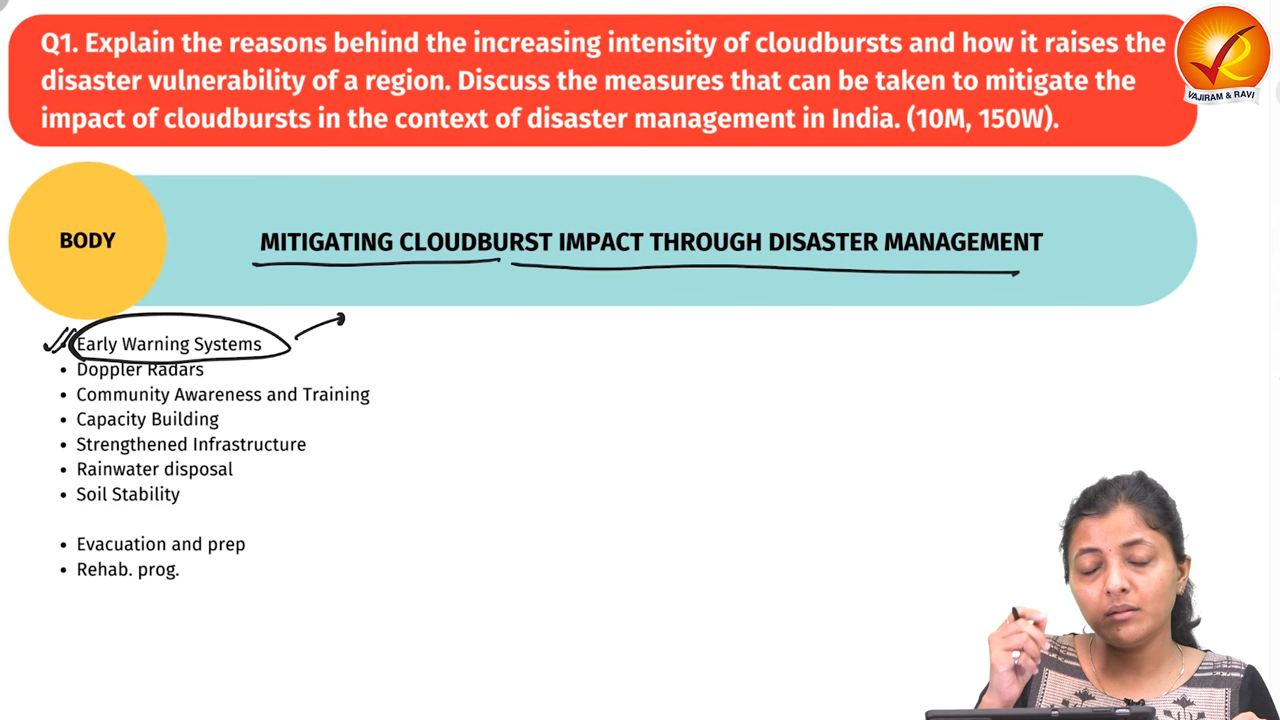 Q1. Explain the reasons behind the increasing intensity of cloudbursts and how it raises the
disaster vulnerability of a region. Discuss the measures that can be taken to mitigate the
impact of cloudbursts in the context of disaster management in India. (10M, 150W).
VAJIRAM & RAVI
BODY
MITIGATING CLOUDBURST IMPACT THROUGH DISASTER MANAGEMENT
Early Warning Systems
• Doppler Radars
• Community Awareness and Training
• Capacity Building
• Strengthened Infrastructure
• Rainwater disposal
• Soil Stability
• Evacuation and prep
• Rehab. prog.